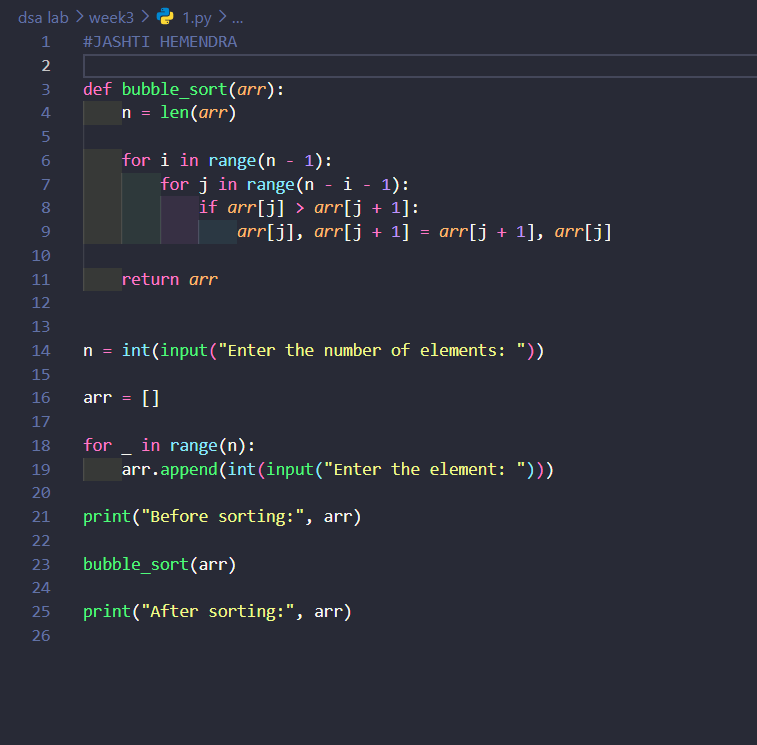 dsa lab > week3 > 1.py > ...
1 #JASHTI HEMENDRA
2
3 def bubble_sort(arr):
4     n = len(arr)
5
6     for i in range(n - 1):
7         for j in range(n - i - 1):
8             if arr[j] > arr[j + 1]:
9                 arr[j], arr[j + 1] = arr[j + 1], arr[j]
10
11     return arr
12
13
14 n = int(input("Enter the number of elements: "))
15
16 arr = []
17
18 for _ in range(n):
19     arr.append(int(input("Enter the element: ")))
20
21 print("Before sorting:", arr)
22
23 bubble_sort(arr)
24
25 print("After sorting:", arr)
26